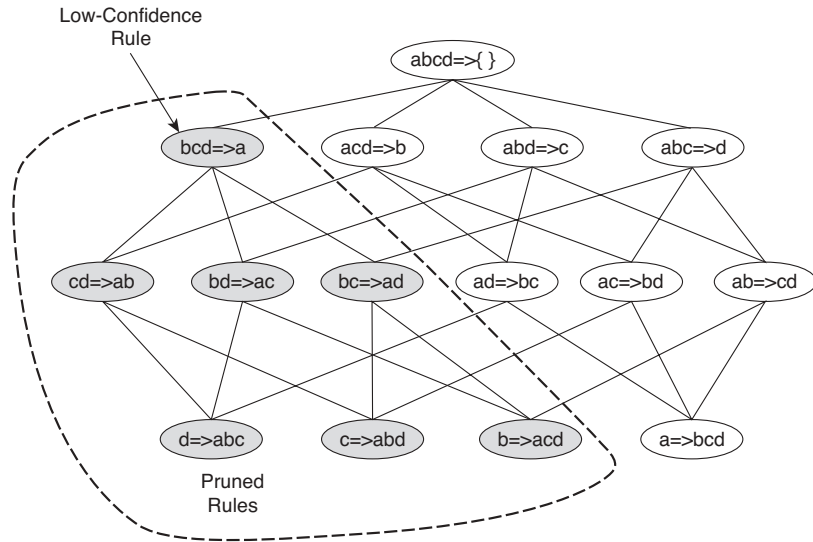 Low-Confidence
Rule
abcd=>{ }
bcd=>a
acd=>b
abd=>c
abc=>d
cd=>ab
bd=>ac
bc=>ad
ad=>bc
ac=>bd
ab=>cd
d=>abc
c=>abd
b=>acd
a=>bcd
Pruned
Rules